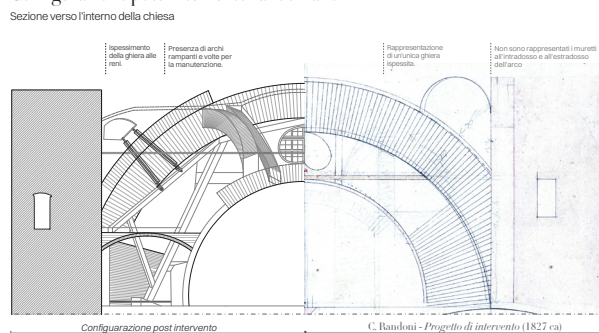 Sezione verso l'interno della chiesa
Ispessimento
della ghiera alle
reni.
Presenza di archi
rampanti e volte per
la manutenzione.
Rappresentazione
di un'unica ghiera
ispessita.
Non sono rappresentati i muretti
all'intradosso e all'estradosso
dell'arco
Configuarazione post intervento
C. Randoni - Progetto di intervento (1827 ca)